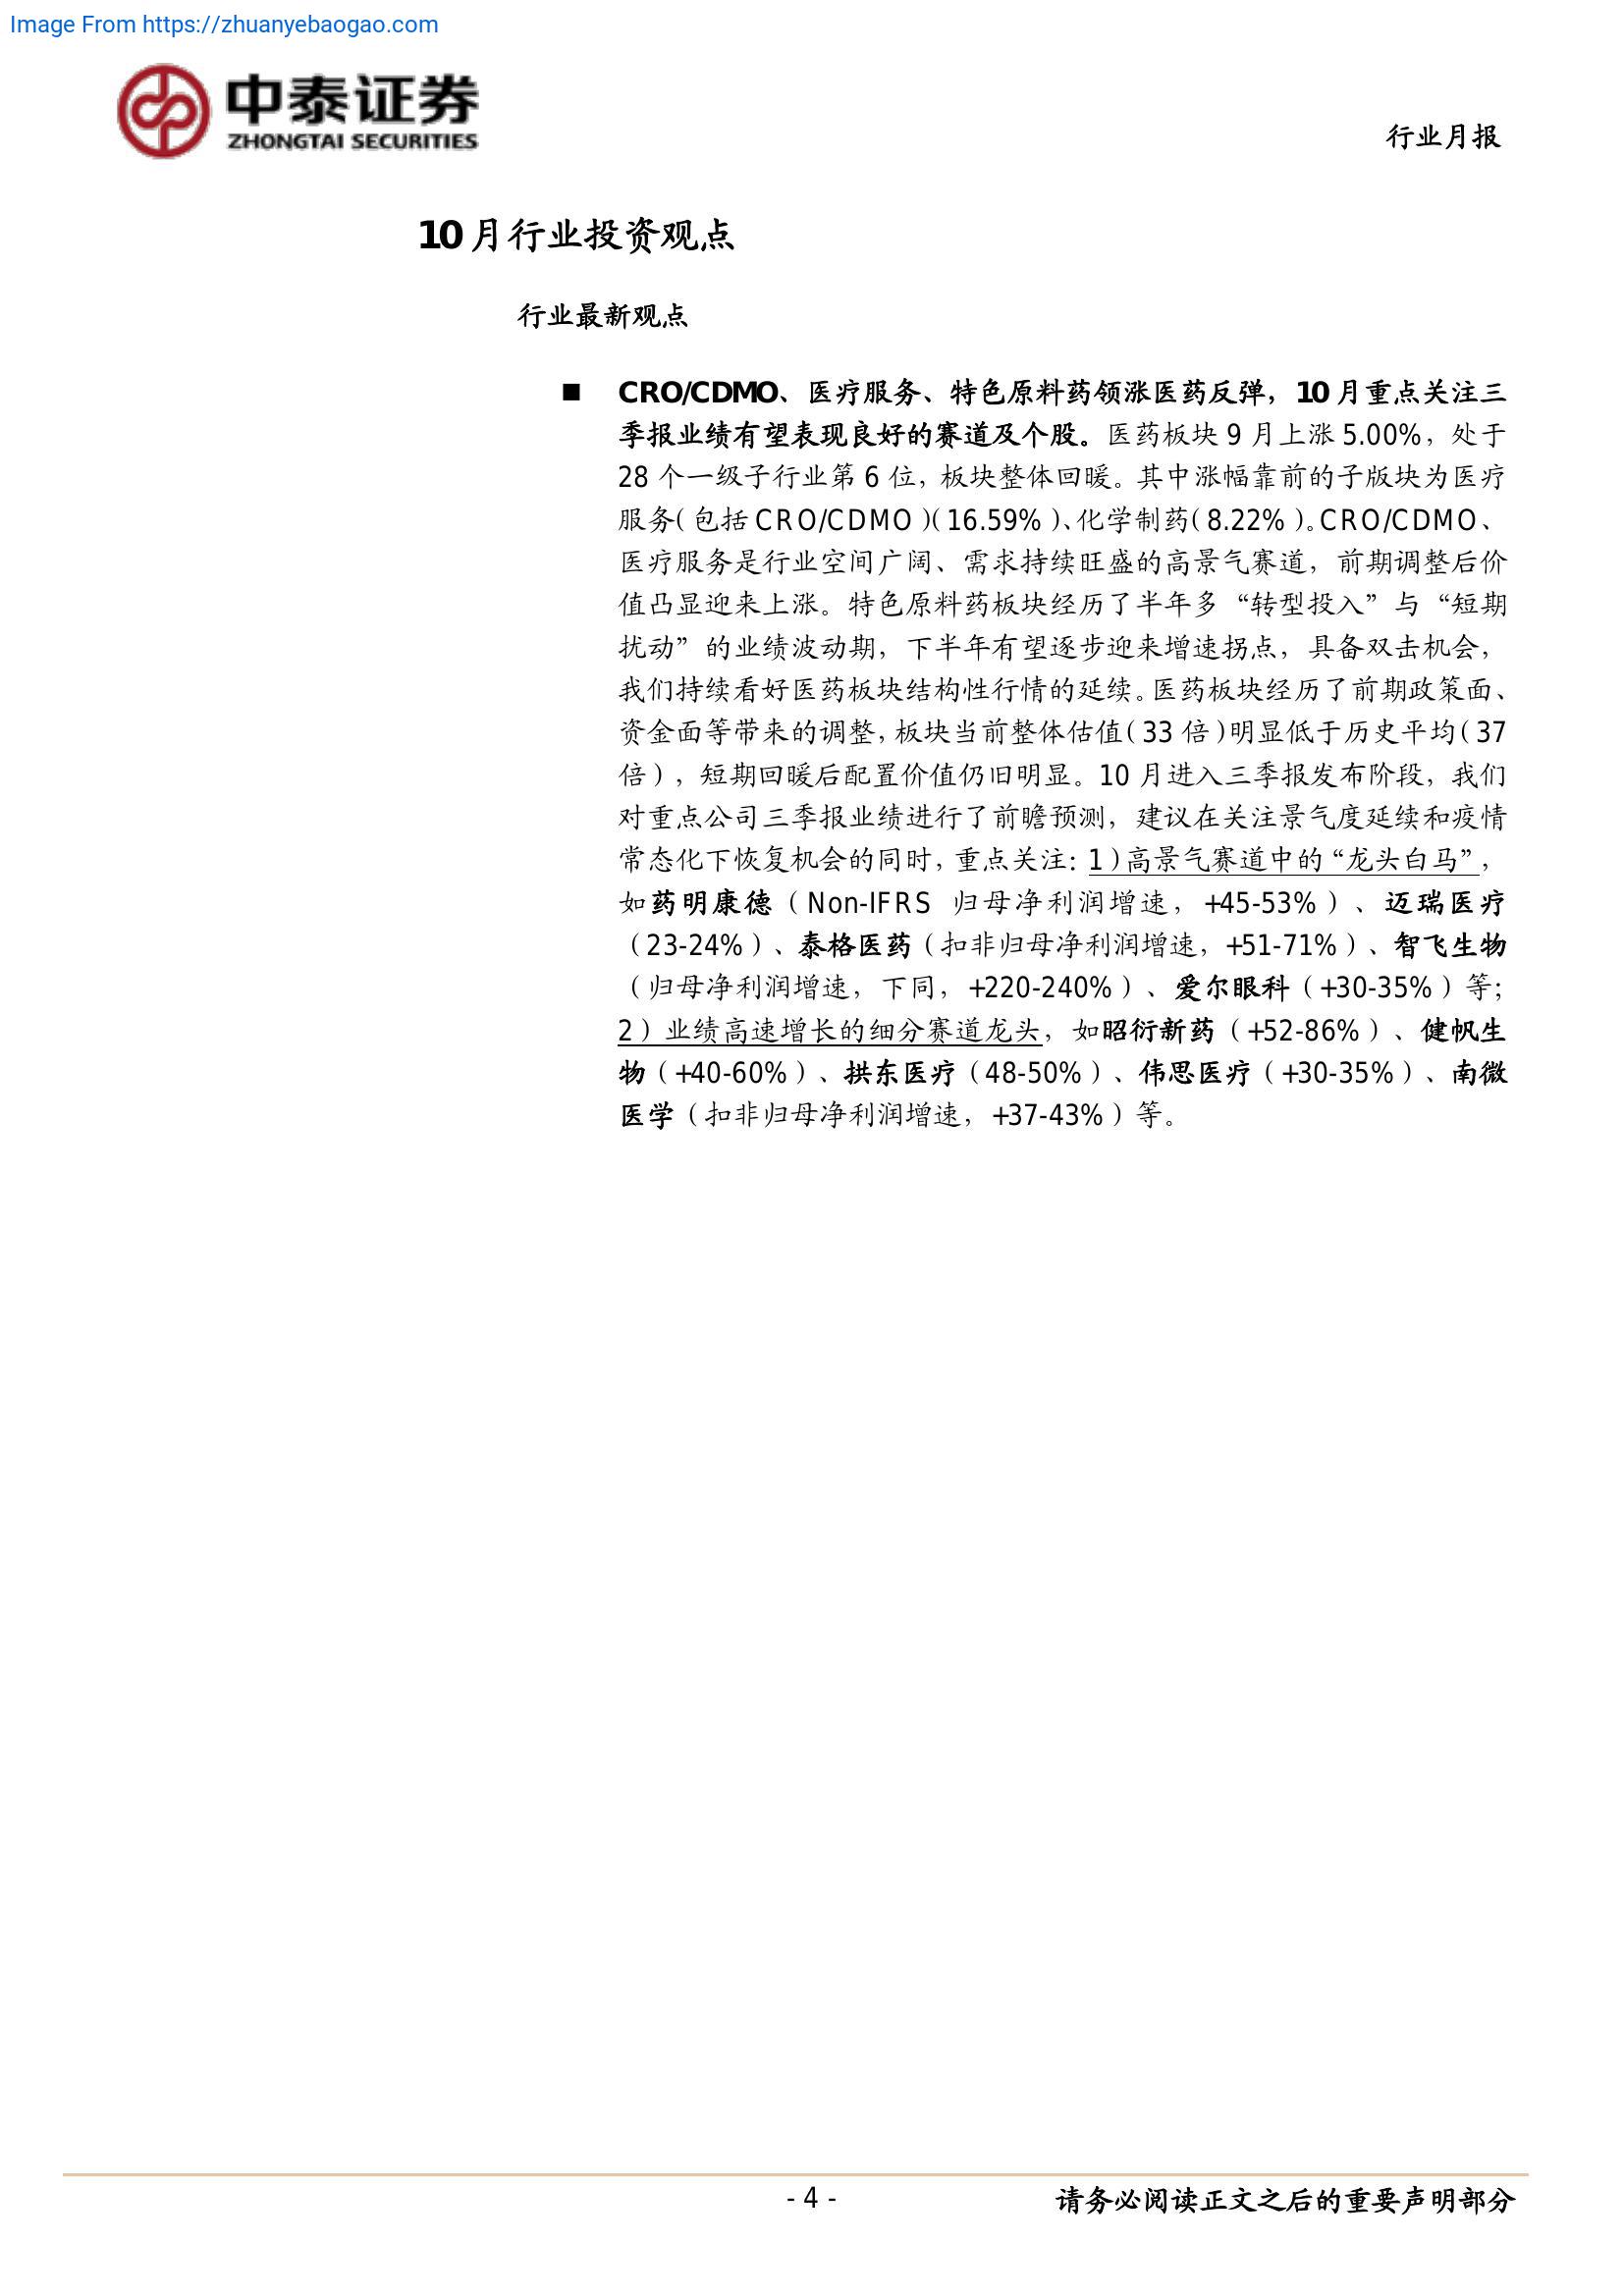 Image From https://zhuanyebaogao.com
中泰证券
ZHONGTAI SECURITIES
行业月报
10 月行业投资观点
行业最新观点
■ CRO/CDMO、医疗服务、特色原料药领涨医药反弹，10 月重点关注三
季报业绩有望表现良好的赛道及个股。医药板块 9 月上涨 5.00%，处于
28 个一级子行业第 6 位，板块整体回暖。其中涨幅靠前的子版块为医疗
服务（包括 CRO/CDMO）（16.59%）、化学制药（8.22%）。CRO/CDMO、
医疗服务是行业空间广阔、需求持续旺盛的高景气赛道，前期调整后价
值凸显迎来上涨。特色原料药板块经历了半年多“转型投入”与“短期
扰动”的业绩波动期，下半年有望逐步迎来增速拐点，具备双击机会，
我们持续看好医药板块结构性行情的延续。医药板块经历了前期政策面、
资金面等带来的调整，板块当前整体估值（33 倍）明显低于历史平均（37
倍），短期回暖后配置价值仍旧明显。10 月进入三季报发布阶段，我们
对重点公司三季报业绩进行了前瞻预测，建议在关注景气度延续和疫情
常态化下恢复机会的同时，重点关注：1）高景气赛道中的“龙头白马”，
如药明康德（Non-IFRS 归母净利润增速，+45-53%）、迈瑞医疗
（23-24%）、泰格医药（扣非归母净利润增速，+51-71%）、智飞生物
（归母净利润增速，下同，+220-240%）、爱尔眼科（+30-35%）等；
2）业绩高速增长的细分赛道龙头，如昭衍新药（+52-86%）、健帆生
物（+40-60%）、拱东医疗（48-50%）、伟思医疗（+30-35%）、南微
医学（扣非归母净利润增速，+37-43%）等。
- 4 -
请务必阅读正文之后的重要声明部分